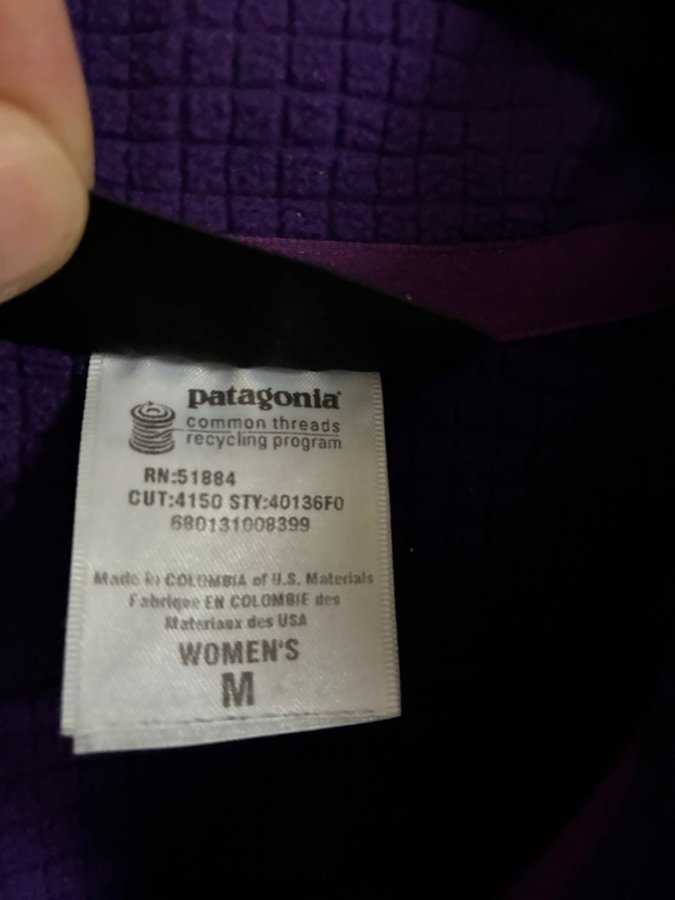 patagonia
common threads
recycling program
RN:51884
CUT:4150 STY:40136F0
680131008399
Made in COLOMBIA of U.S. Materials
Fabrique EN COLOMBIE des
Materiaux des USA
WOMEN'S
M